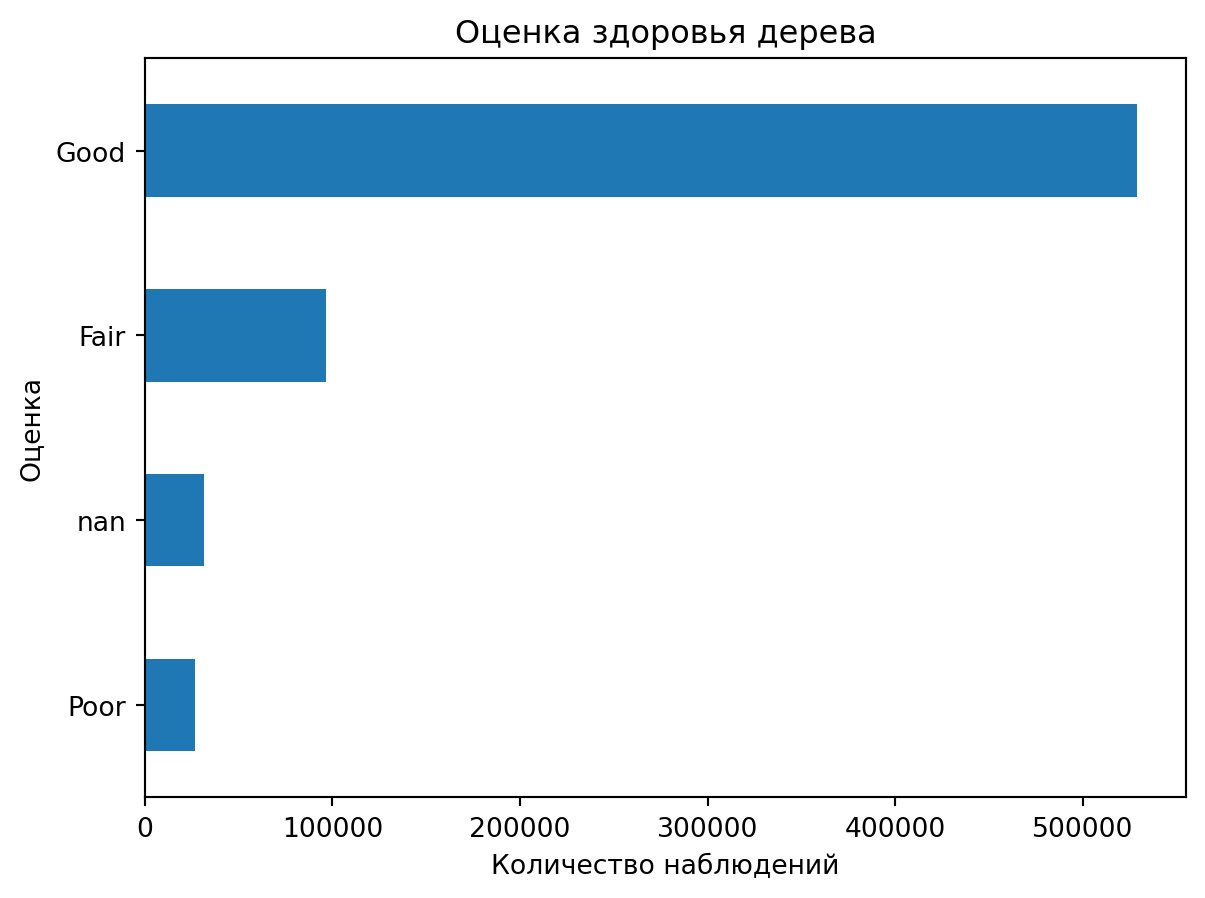 Оценка здоровья дерева
Оценка
Good
Fair
nan
Poor
0 100000 200000 300000 400000 500000
Количество наблюдений